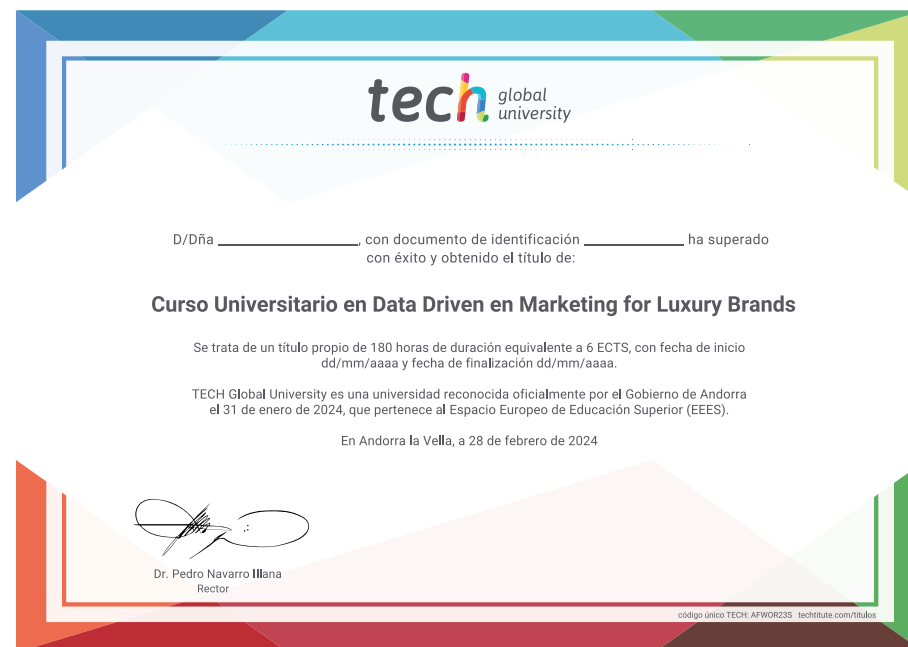 tech global university
D/Dña ______________, con documento de identificación __________ ha superado
con éxito y obtenido el título de:
Curso Universitario en Data Driven en Marketing for Luxury Brands
Se trata de un título propio de 180 horas de duración equivalente a 6 ECTS, con fecha de inicio
dd/mm/aaaa y fecha de finalización dd/mm/aaaa.
TECH Global University es una universidad reconocida oficialmente por el Gobierno de Andorra
el 31 de enero de 2024, que pertenece al Espacio Europeo de Educación Superior (EEES).
En Andorra la Vella, a 28 de febrero de 2024
Dr. Pedro Navarro Illana
Rector
código único TECH: AFWOR23S techtitute.com/titulos